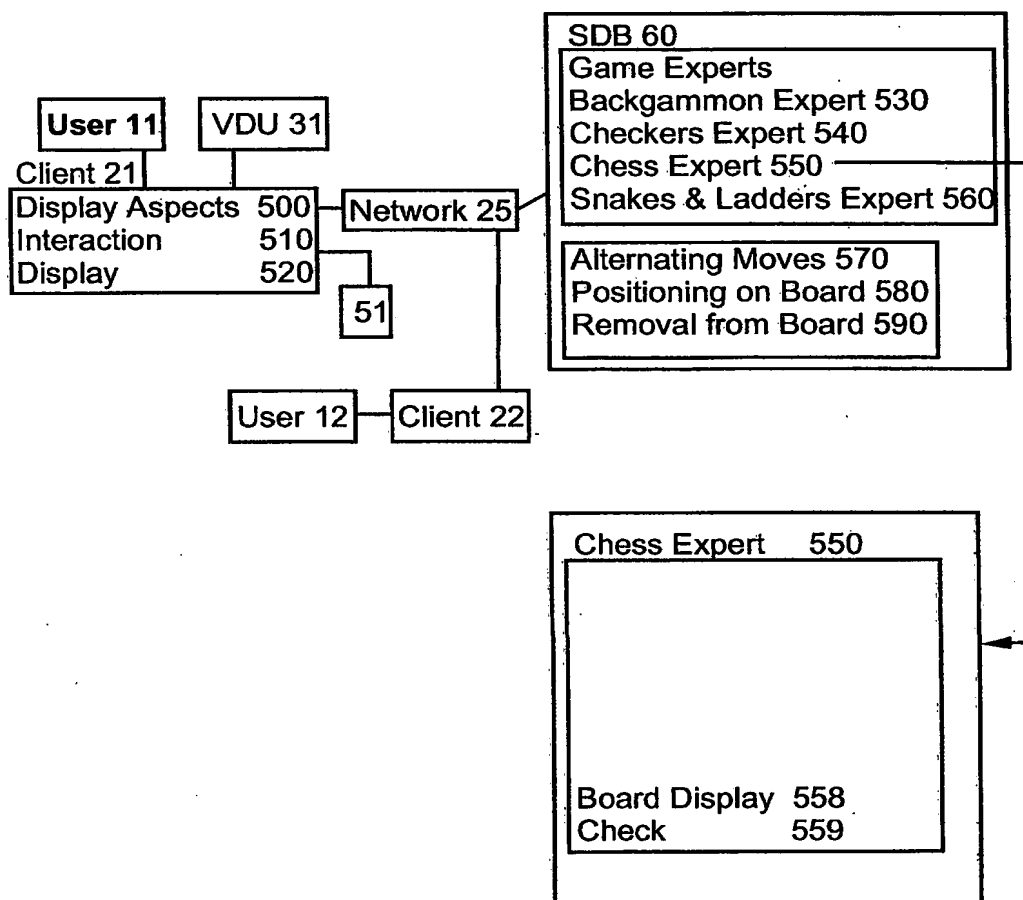 SDB 60
Game Experts
Backgammon Expert 530
Checkers Expert 540
Chess Expert 550
Snakes & Ladders Expert 560
Alternating Moves 570
Positioning on Board 580
Removal from Board 590
User 11
VDU 31
Client 21
Display Aspects 500
Interaction 510
Display 520
Network 25
51
User 12
Client 22
Chess Expert 550
Board Display 558
Check 559